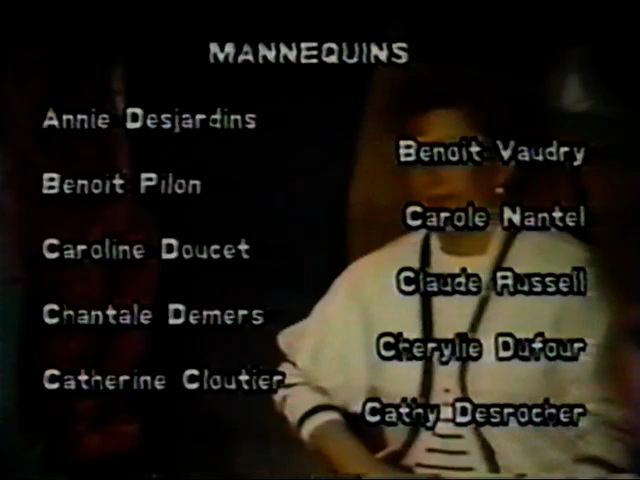 MANNEQUINS
Annie Desjardins
Benoit Vaudry
Benoit Pilon
Carole Nantel
Caroline Doucet
Claude Russell
Chantale Demers
Cherylie Dufour
Catherine Cloutier
Cathy Desrocher